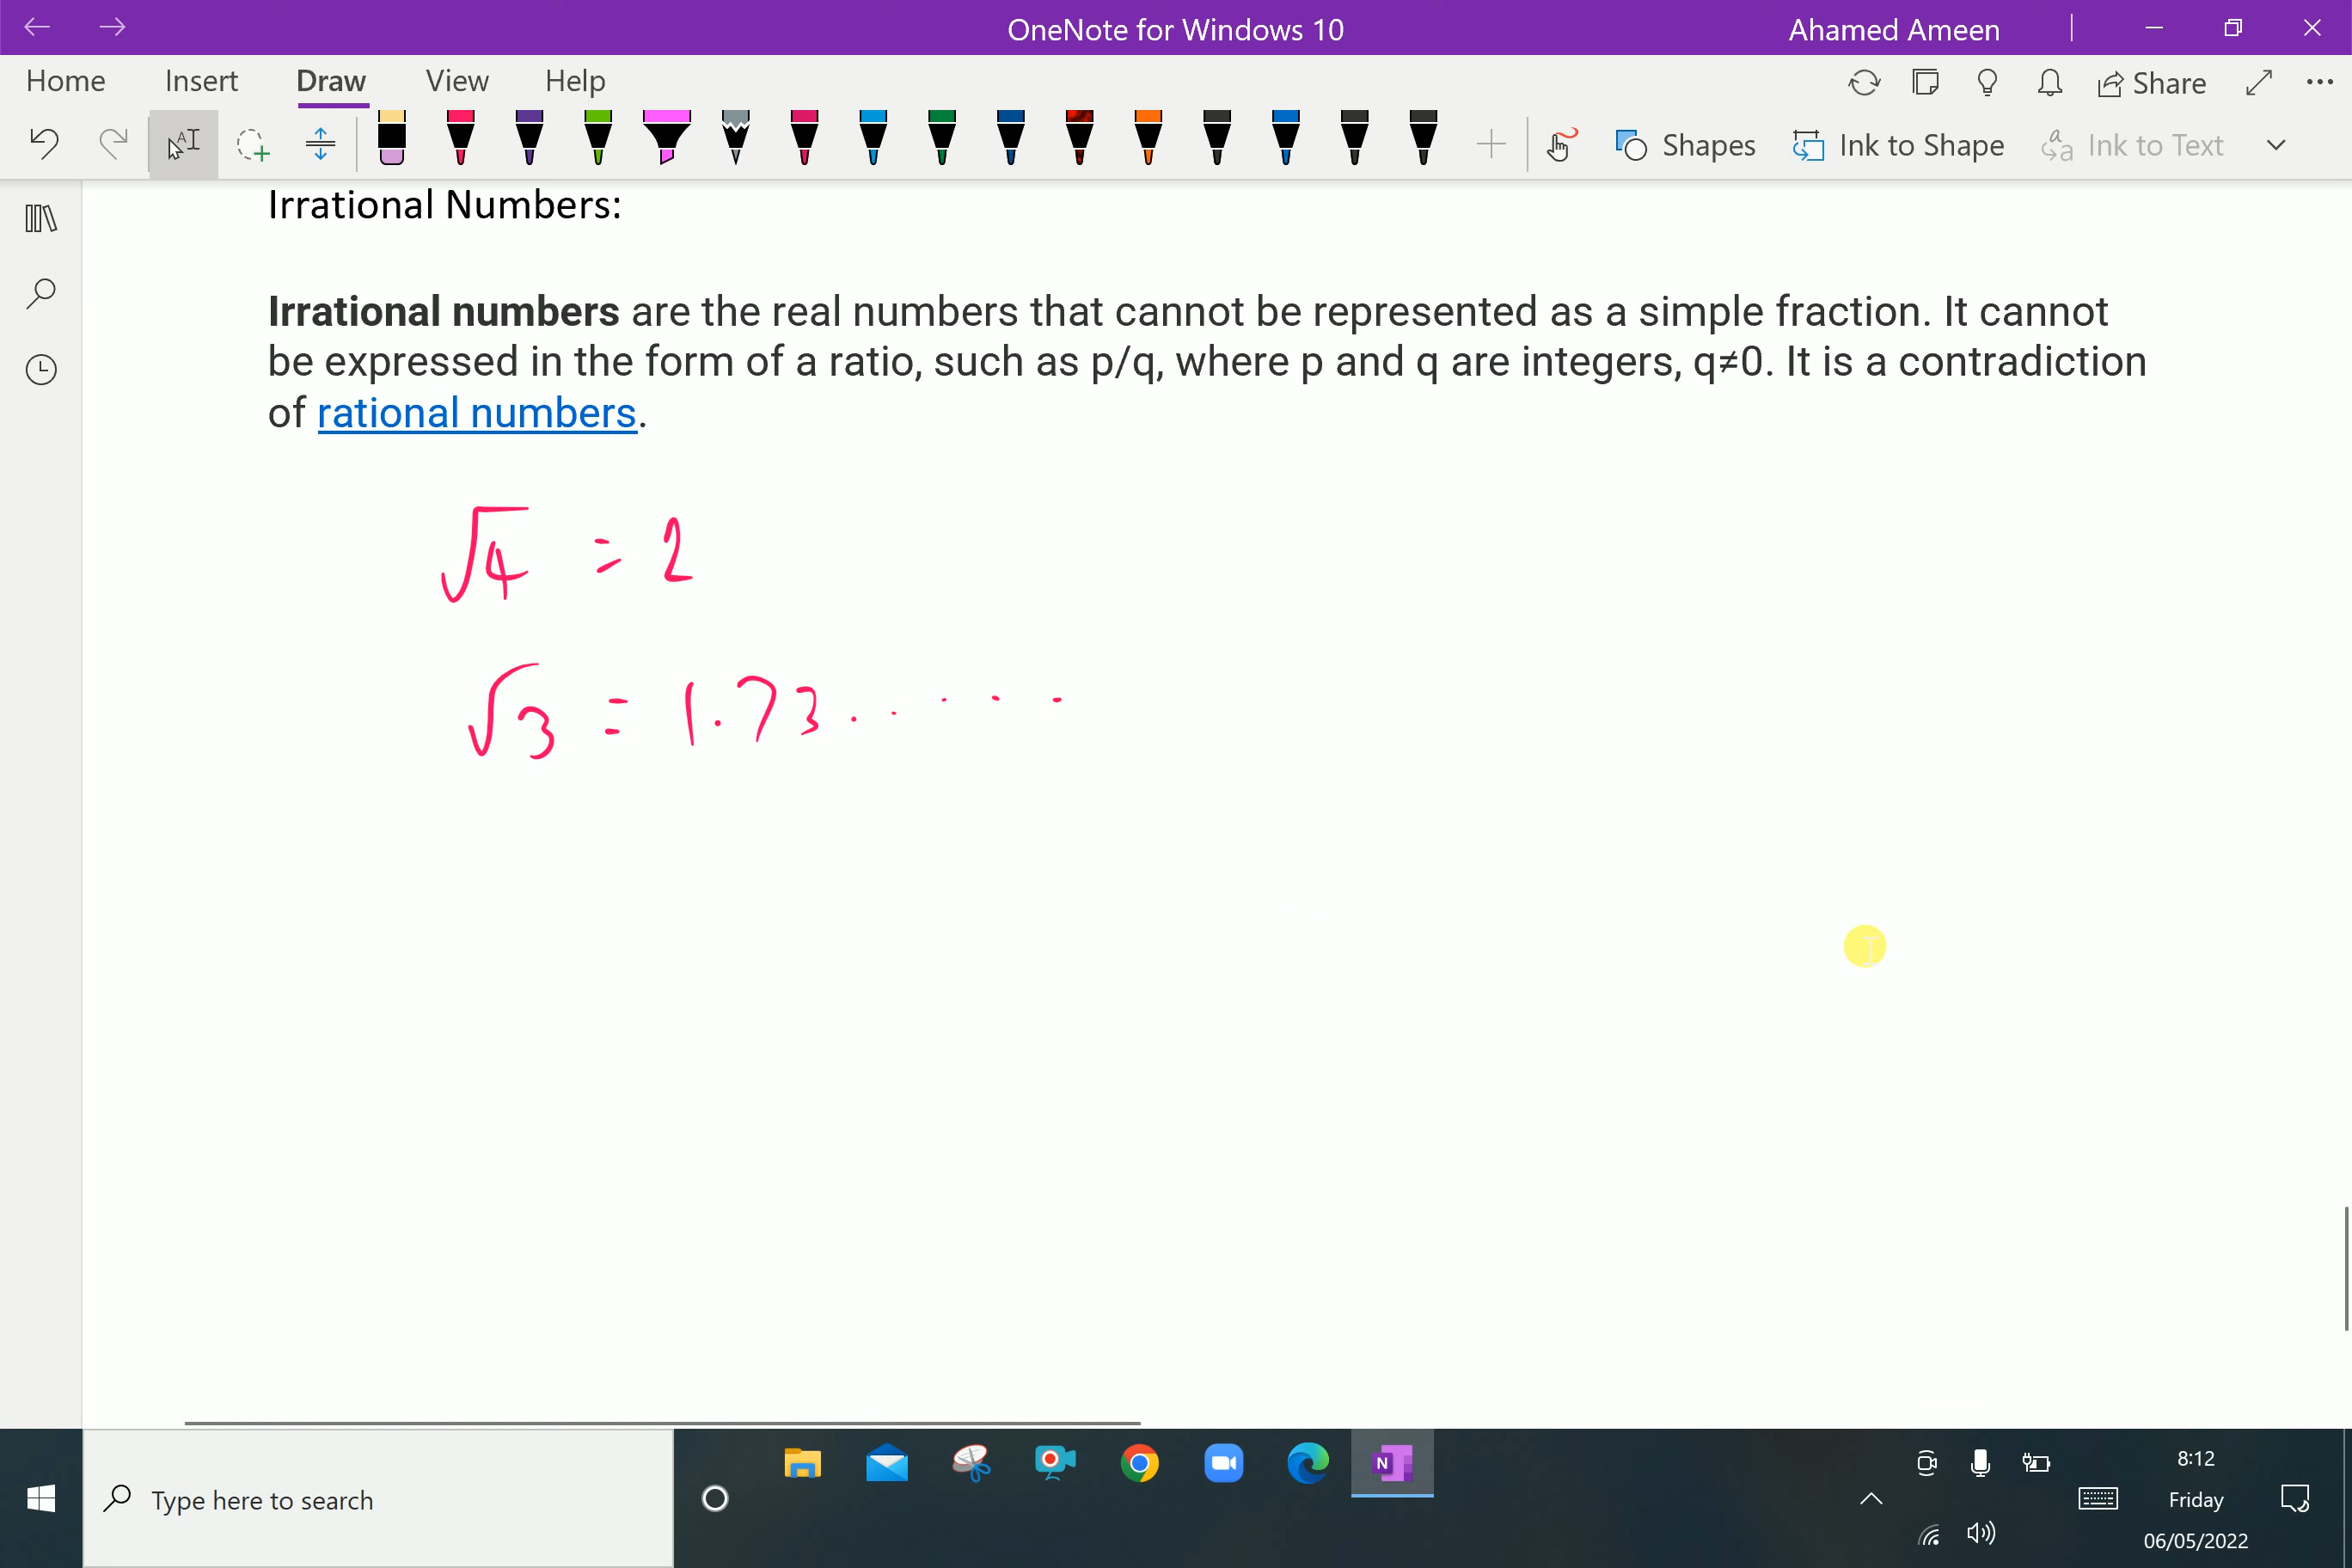 OneNote for Windows 10
Ahamed Ameen
Home Insert Draw View Help
Share
Shapes Ink to Shape Ink to Text
Irrational Numbers:
Irrational numbers are the real numbers that cannot be represented as a simple fraction. It cannot
be expressed in the form of a ratio, such as p/q, where p and q are integers, q≠0. It is a contradiction
of rational numbers.
√4 = 2
√3 = 1.73......
Type here to search
8:12
Friday
06/05/2022